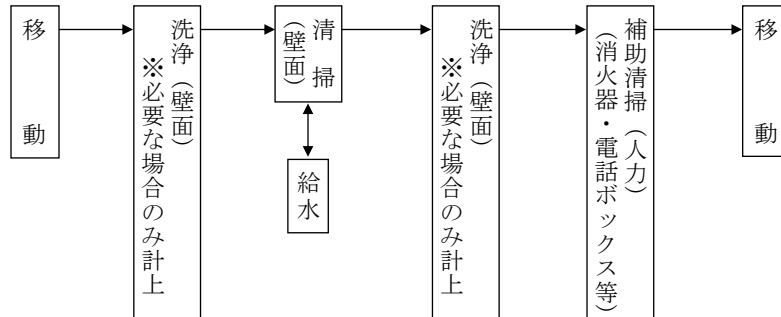 移動
洗浄（壁面）
※必要な場合のみ計上
清掃
（壁面）
給水
洗浄（壁面）
※必要な場合のみ計上
補助清掃（人力）
（消火器・電話ボックス等）
移動